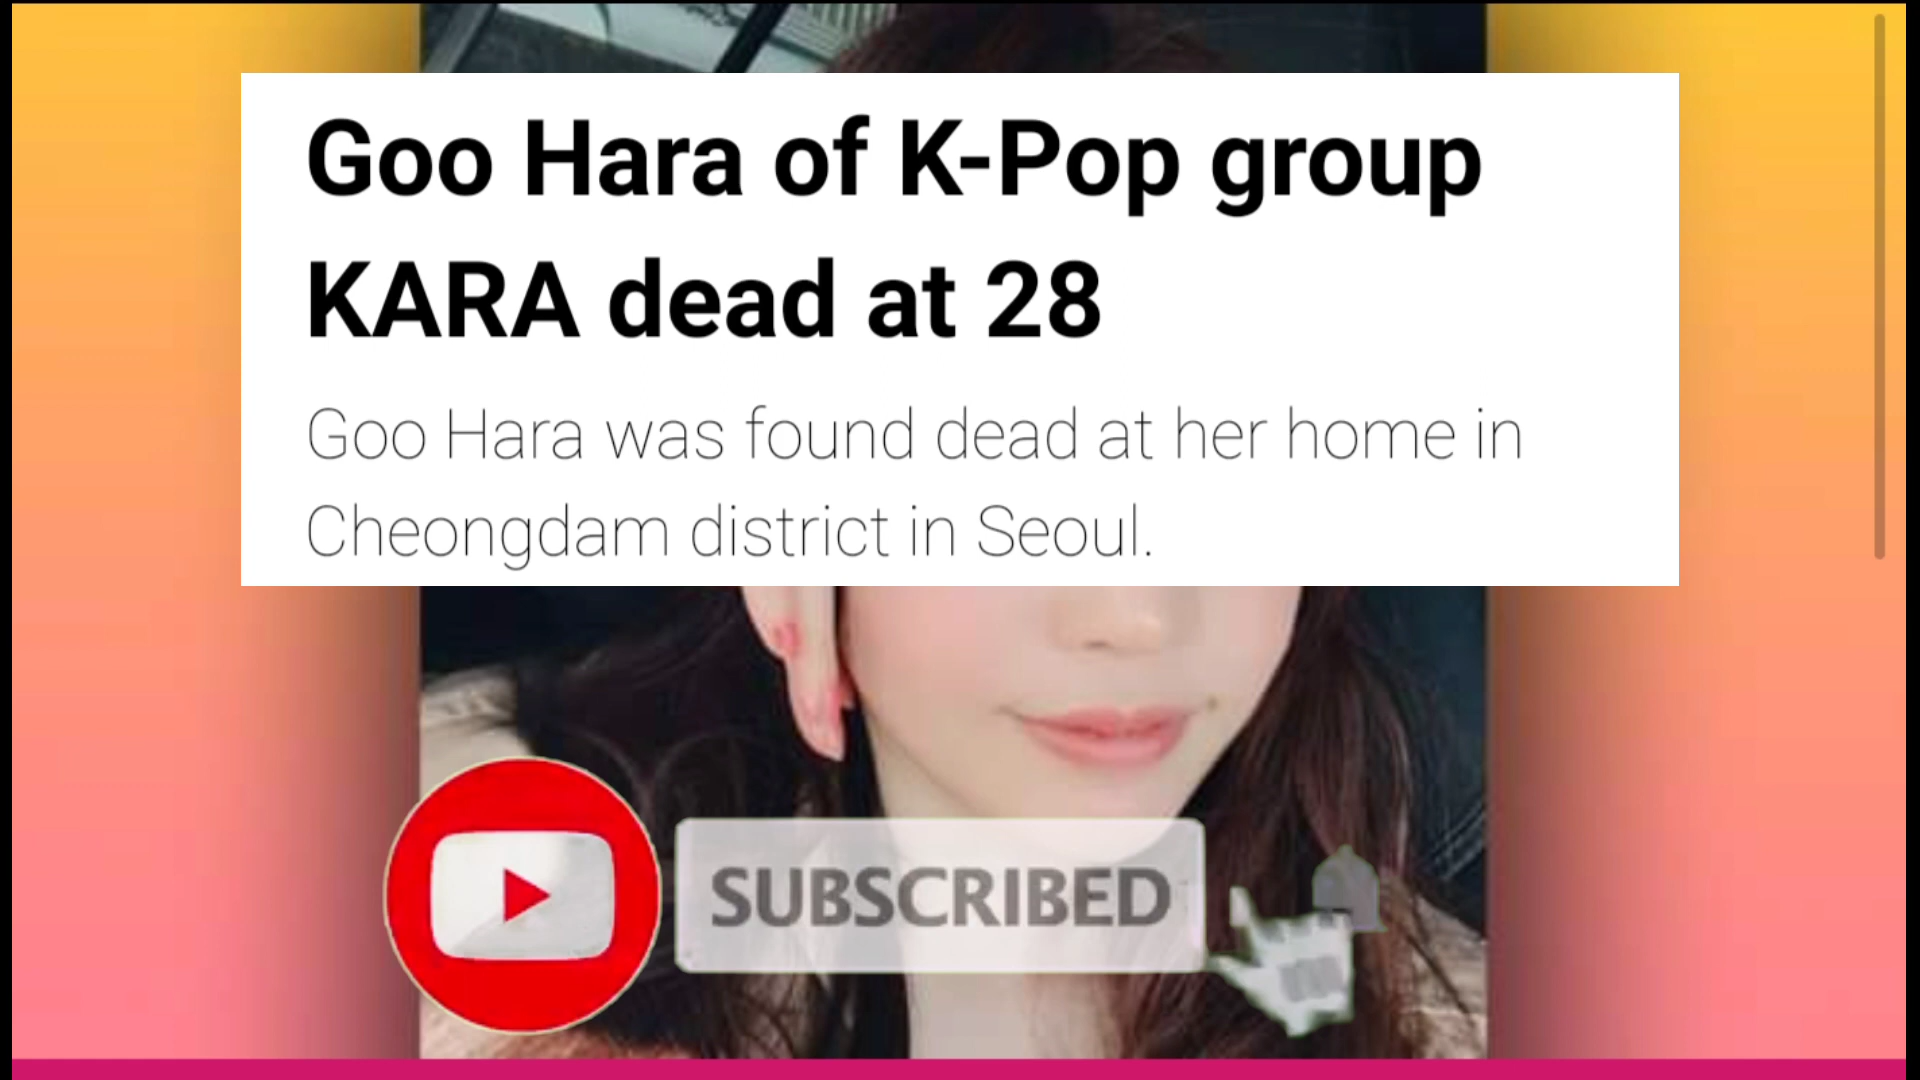 Goo Hara of K-Pop group
KARA dead at 28
Goo Hara was found dead at her home in
Cheongdam district in Seoul.
SUBSCRIBED